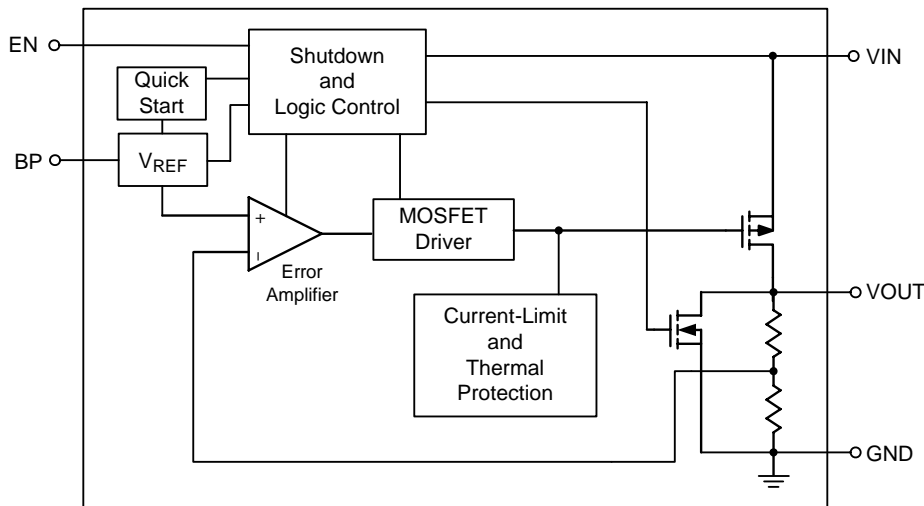 EN
Shutdown
and
Logic Control
VIN
Quick
Start
BP
VREF
+
−
Error
Amplifier
MOSFET
Driver
Current-Limit
and
Thermal
Protection
VOUT
GND